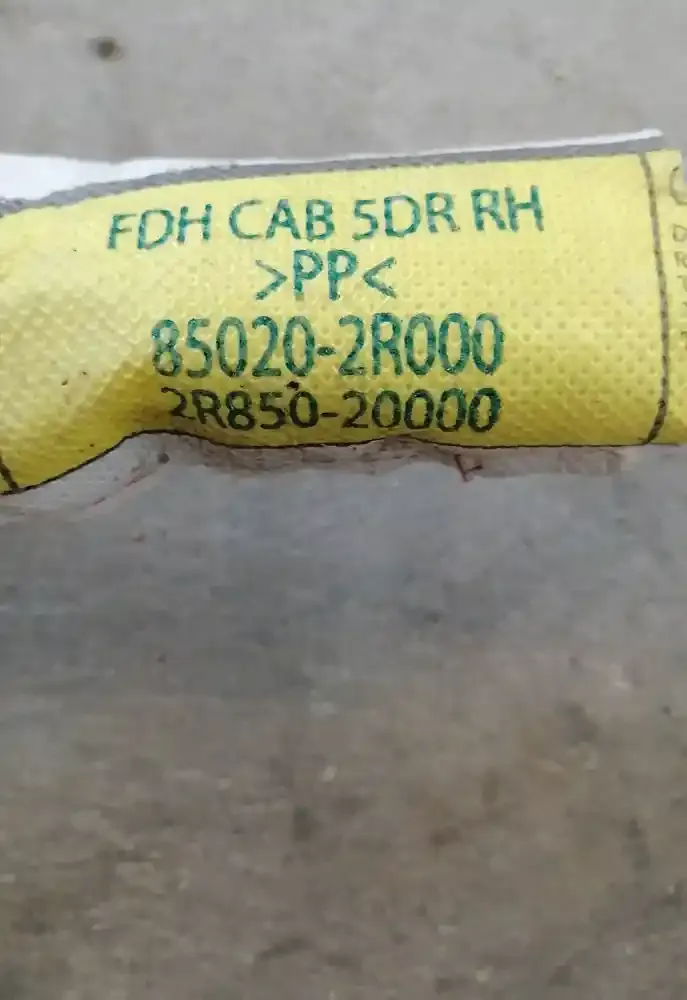 FDH CAB 5DR RH
>PP<
85020-2R000
2R850-20000